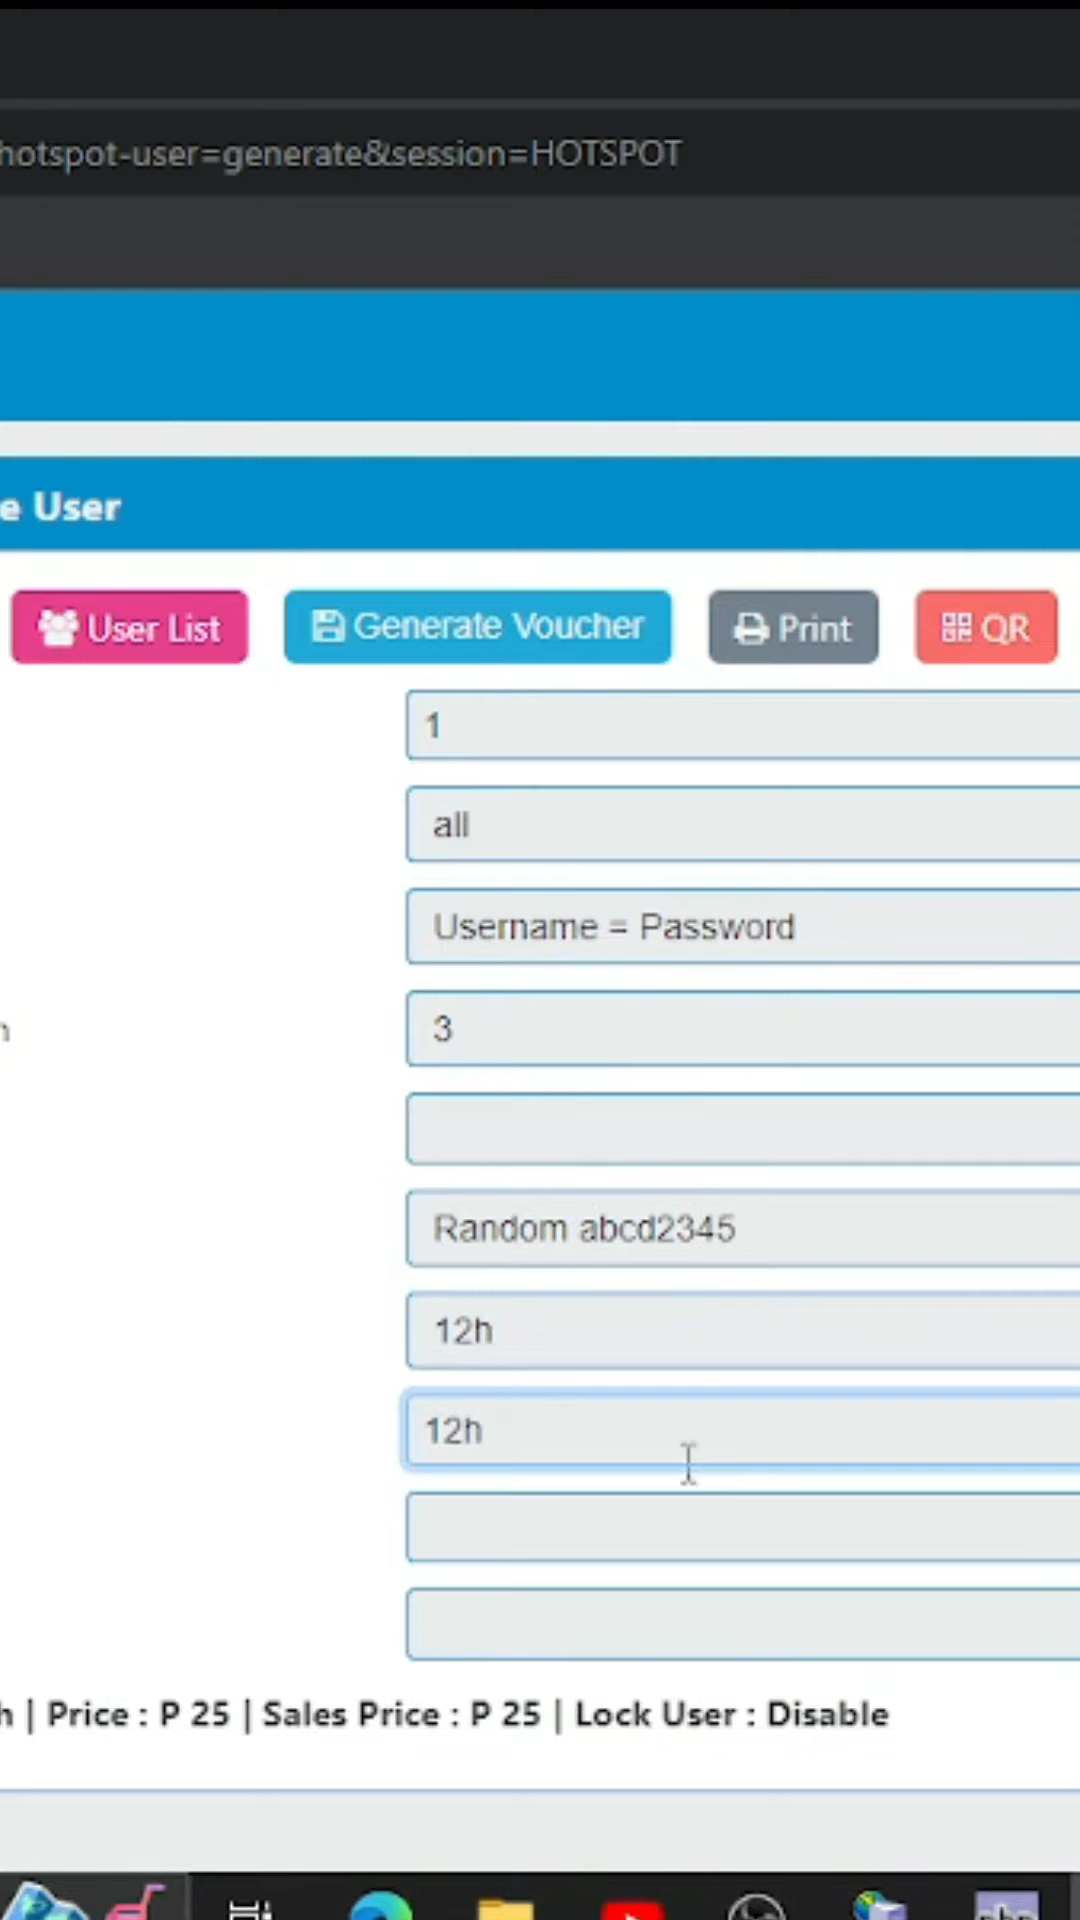 hotspot-user=generate&session=HOTSPOT
e User
User List
Generate Voucher
Print
QR
1
all
Username = Password
3
Random abcd2345
12h
12h
h | Price : P 25 | Sales Price : P 25 | Lock User : Disable